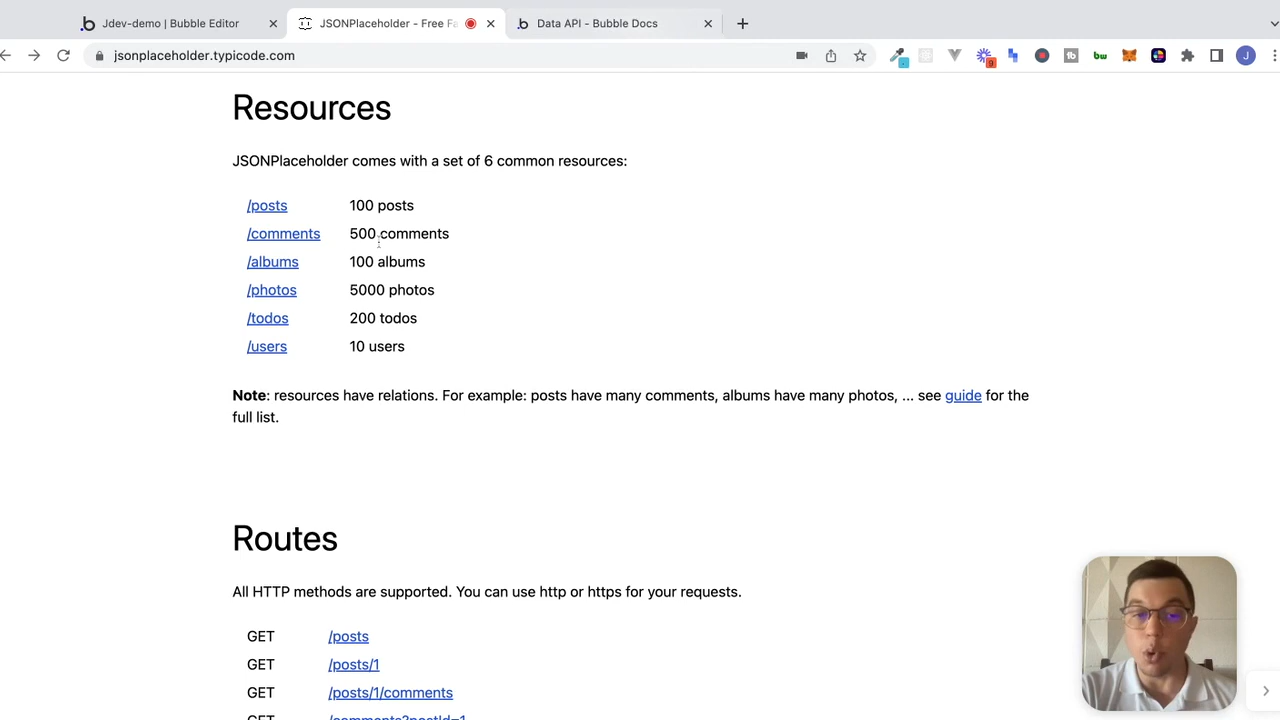 Jdev-demo | Bubble Editor
JSONPlaceholder - Free Fa
Data API - Bubble Docs
jsonplaceholder.typicode.com
9
tb
bw
J
Resources
JSONPlaceholder comes with a set of 6 common resources:
/posts 100 posts
/comments 500 comments
/albums 100 albums
/photos 5000 photos
/todos 200 todos
/users 10 users
Note: resources have relations. For example: posts have many comments, albums have many photos, ... see guide for the
full list.
Routes
All HTTP methods are supported. You can use http or https for your requests.
GET /posts
GET /posts/1
GET /posts/1/comments
GET /comments?postId=1